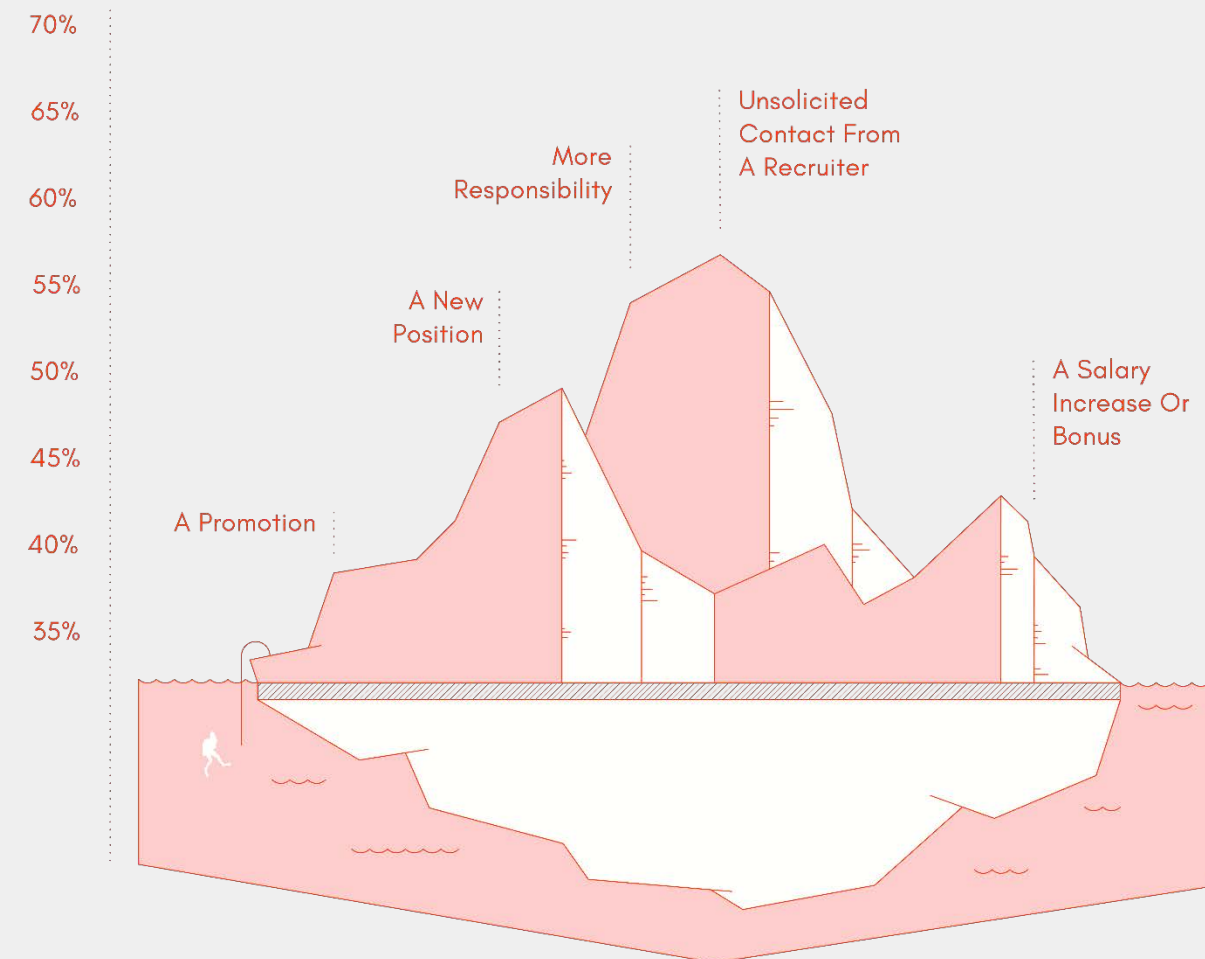 70%
65%
60%
55%
50%
45%
40%
35%
Unsolicited
Contact From
A Recruiter
More
Responsibility
A New
Position
A Salary
Increase Or
Bonus
A Promotion